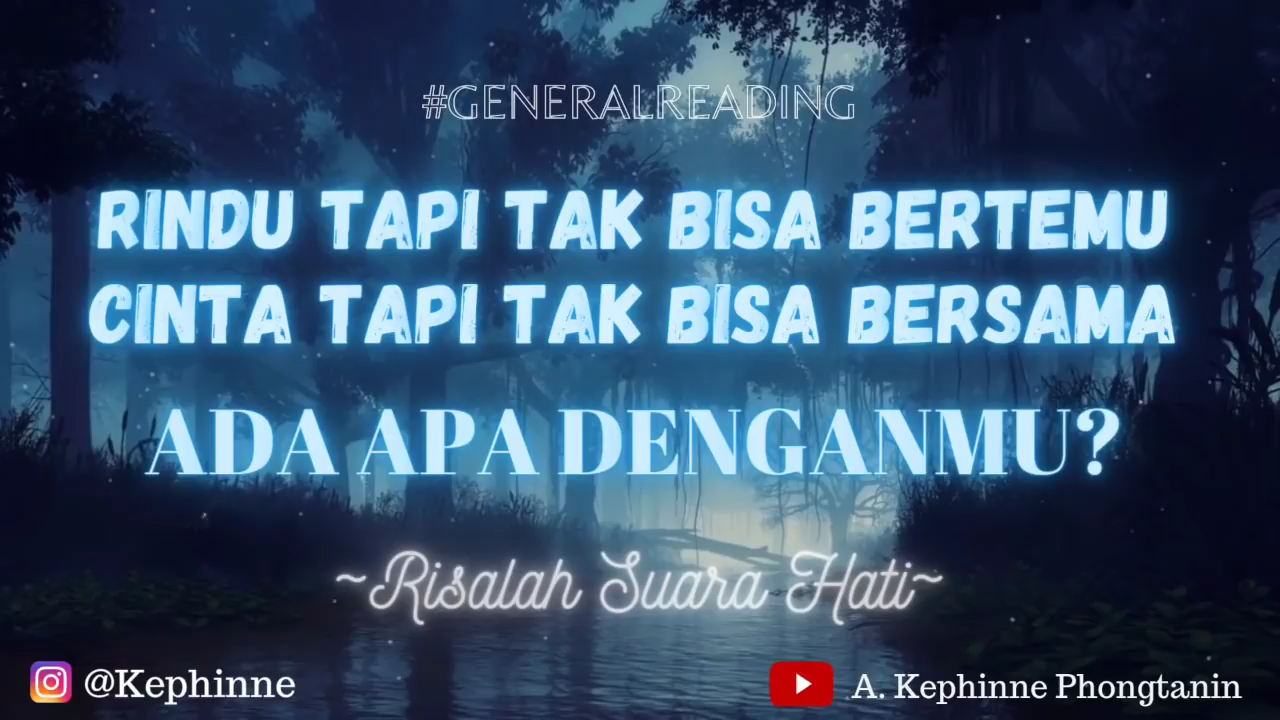 #GENERALREADING
RINDU TAPI TAK BISA BERTEMU
CINTA TAPI TAK BISA BERSAMA
ADA APA DENGANMU?
~Risalah Suara Hati~
@Kephinne
A. Kephinne Phongtanin